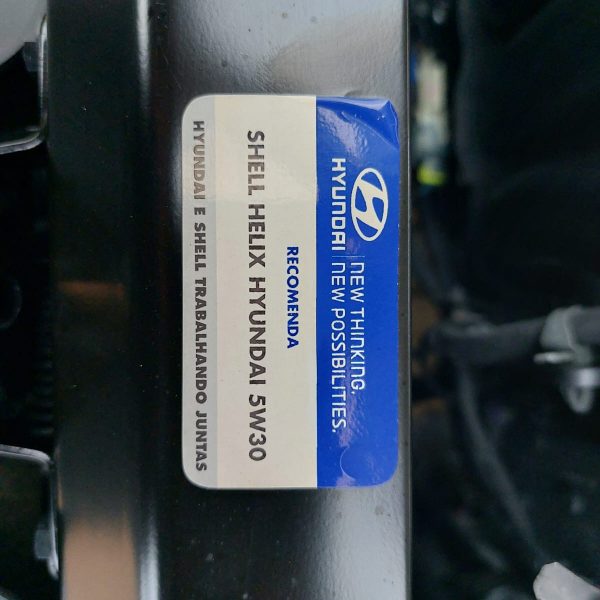 HYUNDAI
NEW THINKING.
NEW POSSIBILITIES.
RECOMENDA
SHELL HELIX HYUNDAI 5W30
HYUNDAI E SHELL TRABALHANDO JUNTAS